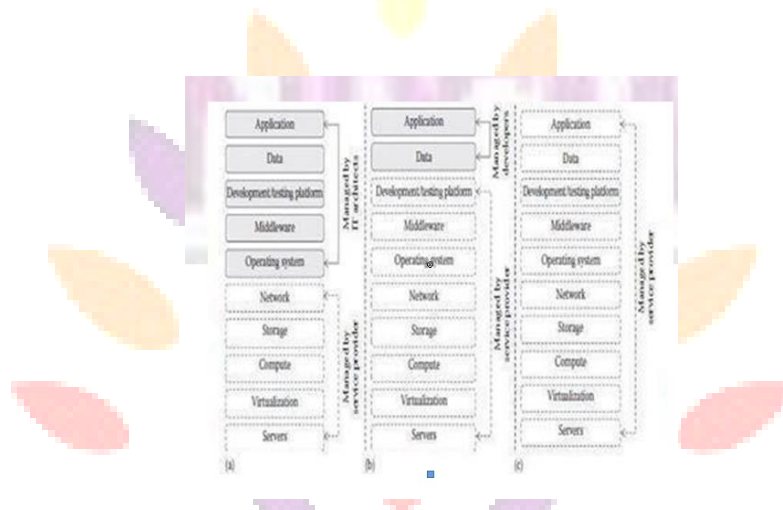 Application
Data
Development/testing platform
Middleware
Operating system
Network
Storage
Compute
Virtualization
Servers
Managed by
IT architects
Managed by
service provider
(a)
Application
Data
Development/testing platform
Middleware
Operating system
Network
Storage
Compute
Virtualization
Servers
Managed by
developers
Managed by
service provider
(b)
Application
Data
Development/testing platform
Middleware
Operating system
Network
Storage
Compute
Virtualization
Servers
Managed by
service provider
(c)